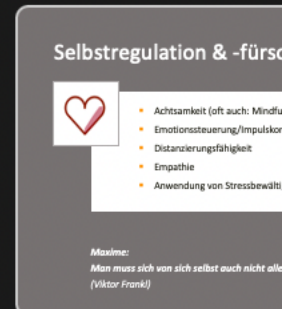 Selbstregulation & -fürso
Achtsamkeit (oft auch: Mindfu
Emotionssteuerung/Impulskor
Distanzierungsfähigkeit
Empathie
Anwendung von Stressbewälti
Maxime:
Man muss sich von sich selbst auch nicht alle
(Viktor Frankl)